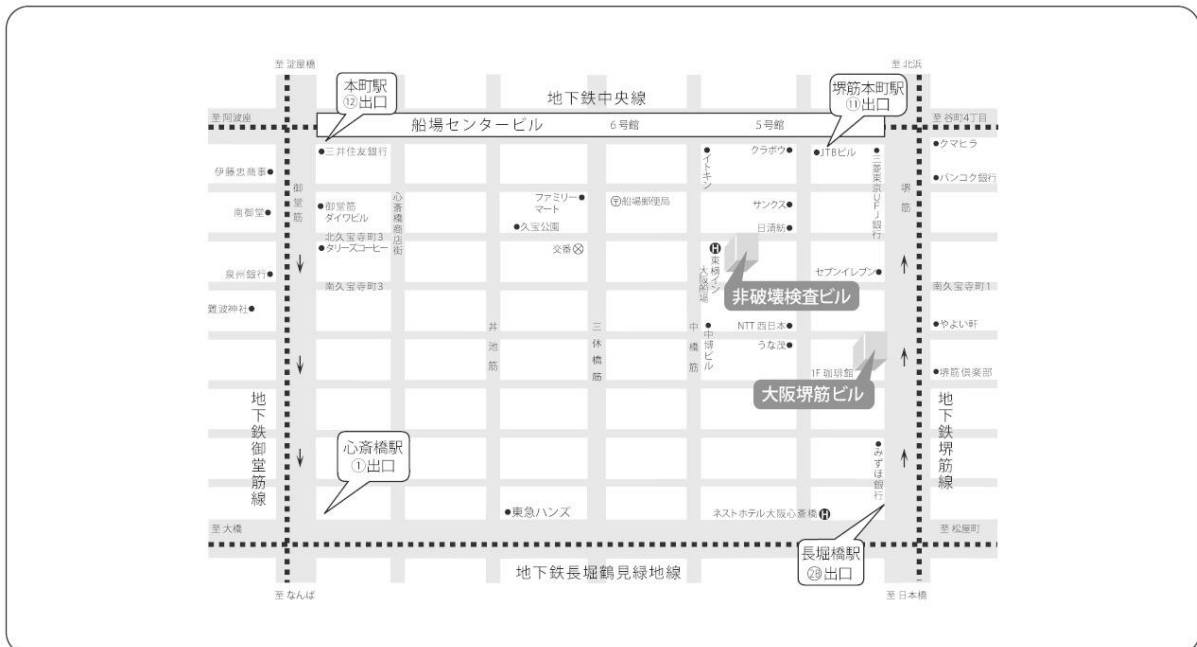 至 淀屋橋
至 北浜
本町駅
⑫出口
地下鉄中央線
堺筋本町駅
⑪出口
至 阿波座
船場センタービル
6号館
5号館
至 谷町4丁目
三井住友銀行
イトキン
クラボウ
JTBビル
三菱東京UFJ銀行
クマヒラ
伊藤忠商事
バンコク銀行
御堂筋
心斎橋商店街
堺筋
南御堂
御堂筋
ダイワビル
ファミリー
マート
〒船場郵便局
サンクス
久宝公園
日清紡
北久宝寺町3
タリーズコーヒー
交番
H
東横イン
大阪船場
泉州銀行
セブンイレブン
南久宝寺町3
非破壊検査ビル
南久宝寺町1
難波神社
丼池筋
三休橋筋
中橋筋
中博ビル
NTT 西日本
やよい軒
うな茂
1F 珈琲館
堺筋倶楽部
大阪堺筋ビル
地下鉄御堂筋線
地下鉄堺筋線
心斎橋駅
①出口
みずほ銀行
東急ハンズ
ネストホテル大阪心斎橋
H
至 大橋
至 松屋町
地下鉄長堀鶴見緑地線
長堀橋駅
出口
至 なんば
至 日本橋